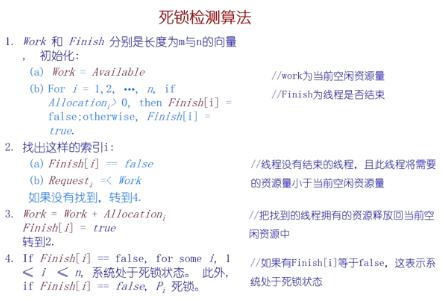 死锁检测算法
1. Work 和 Finish 分别是长度为m与n的向量
， 初始化:
(a) Work = Available
//work为当前空闲资源量
(b) For i = 1,2, …, n, if
//Finish为线程是否结束
Allocationᵢ> 0, then Finish[i] =
false;otherwise, Finish[i] =
true.
2. 找出这样的索引i:
(a) Finish[i] == false
//线程没有结束的线程，且此线程将需要
(b) Requestᵢ =< Work
的资源量小于当前空闲资源量
如果没有找到，转到4.
3. Work = Work + Allocationᵢ
//把找到的线程拥有的资源释放回当前空
Finish[i] = true
闲资源中
转到2.
4. If Finish[i] == false, for some i, 1
//如果有Finish[i]等于false，这表示系
≤ i ≤ n, 系统处于死锁状态。 此外,
统处于死锁状态
if Finish[i] == false, Pᵢ 死锁。